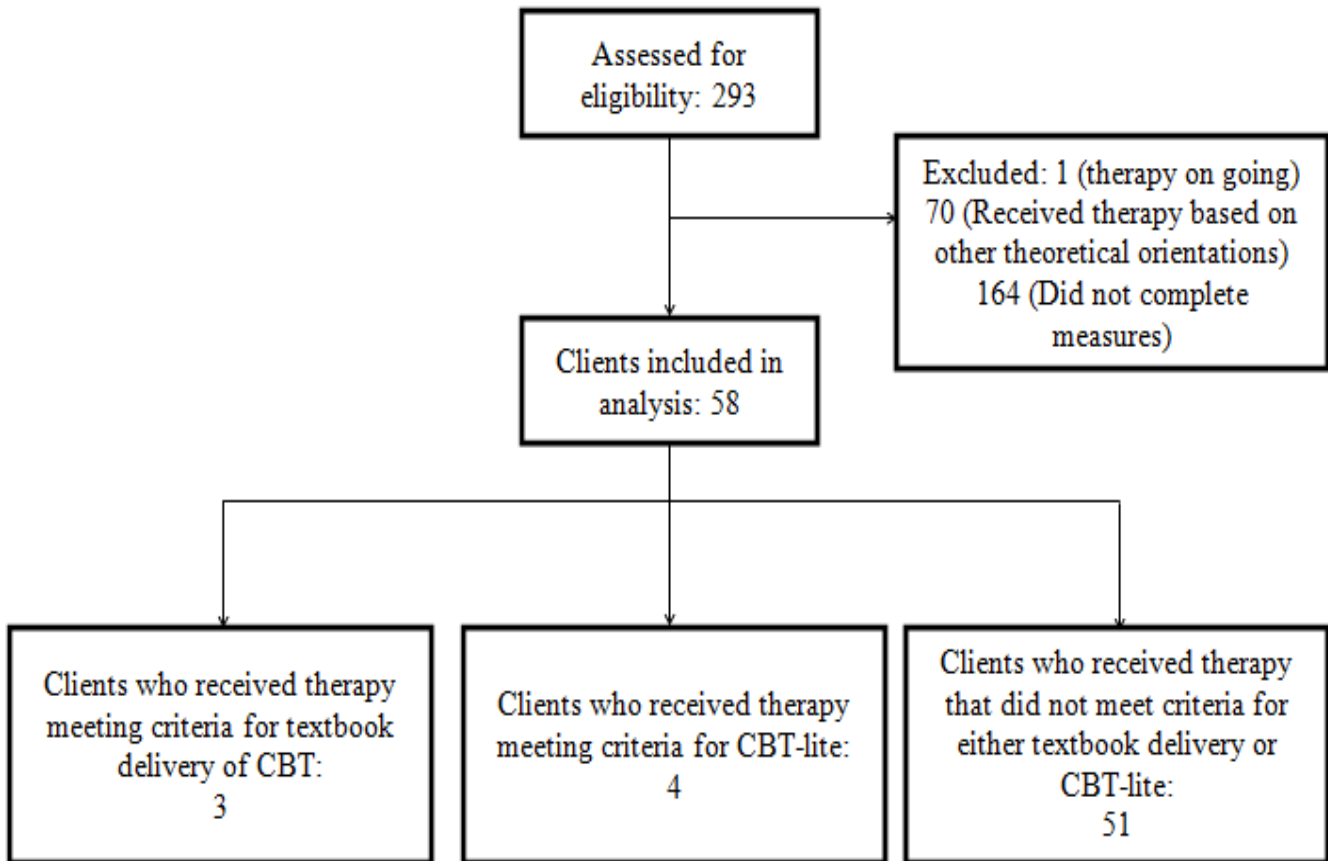 Assessed for
eligibility: 293
Excluded: 1 (therapy on going)
70 (Received therapy based on
other theoretical orientations)
164 (Did not complete
measures)
Clients included in
analysis: 58
Clients who received therapy
meeting criteria for textbook
delivery of CBT:
3
Clients who received therapy
meeting criteria for CBT-lite:
4
Clients who received therapy
that did not meet criteria for
either textbook delivery or
CBT-lite:
51